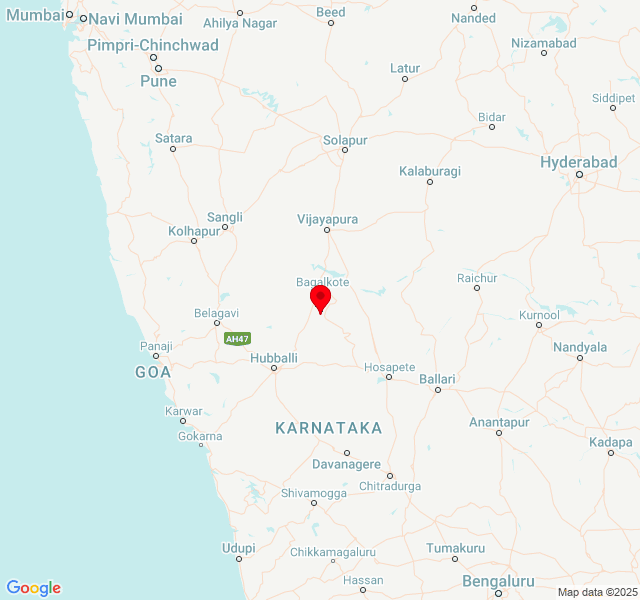 Mumbai
Navi Mumbai
Ahilya Nagar
Beed
Nanded
Pimpri-Chinchwad
Nizamabad
Pune
Latur
Siddipet
Bidar
Satara
Solapur
Hyderabad
Kalaburagi
Sangli
Vijayapura
Kolhapur
Bagalkote
Raichur
Belagavi
Kurnool
AH47
Panaji
Nandyala
Hubballi
GOA
Hosapete
Ballari
Karwar
KARNATAKA
Anantapur
Gokarna
Kadapa
Davanagere
Chitradurga
Shivamogga
Udupi
Chikkamagaluru
Tumakuru
Hassan
Bengaluru
Google
Map data ©2025